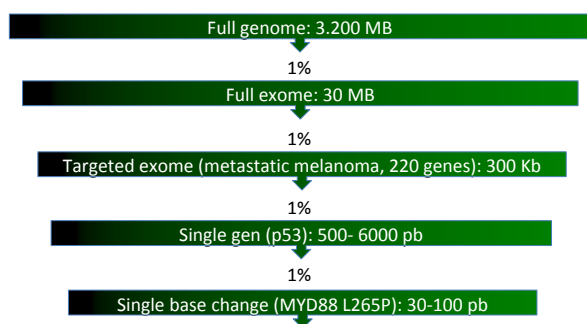 Full genome: 3.200 MB
1%
Full exome: 30 MB
1%
Targeted exome (metastatic melanoma, 220 genes): 300 Kb
1%
Single gen (p53): 500- 6000 pb
1%
Single base change (MYD88 L265P): 30-100 pb